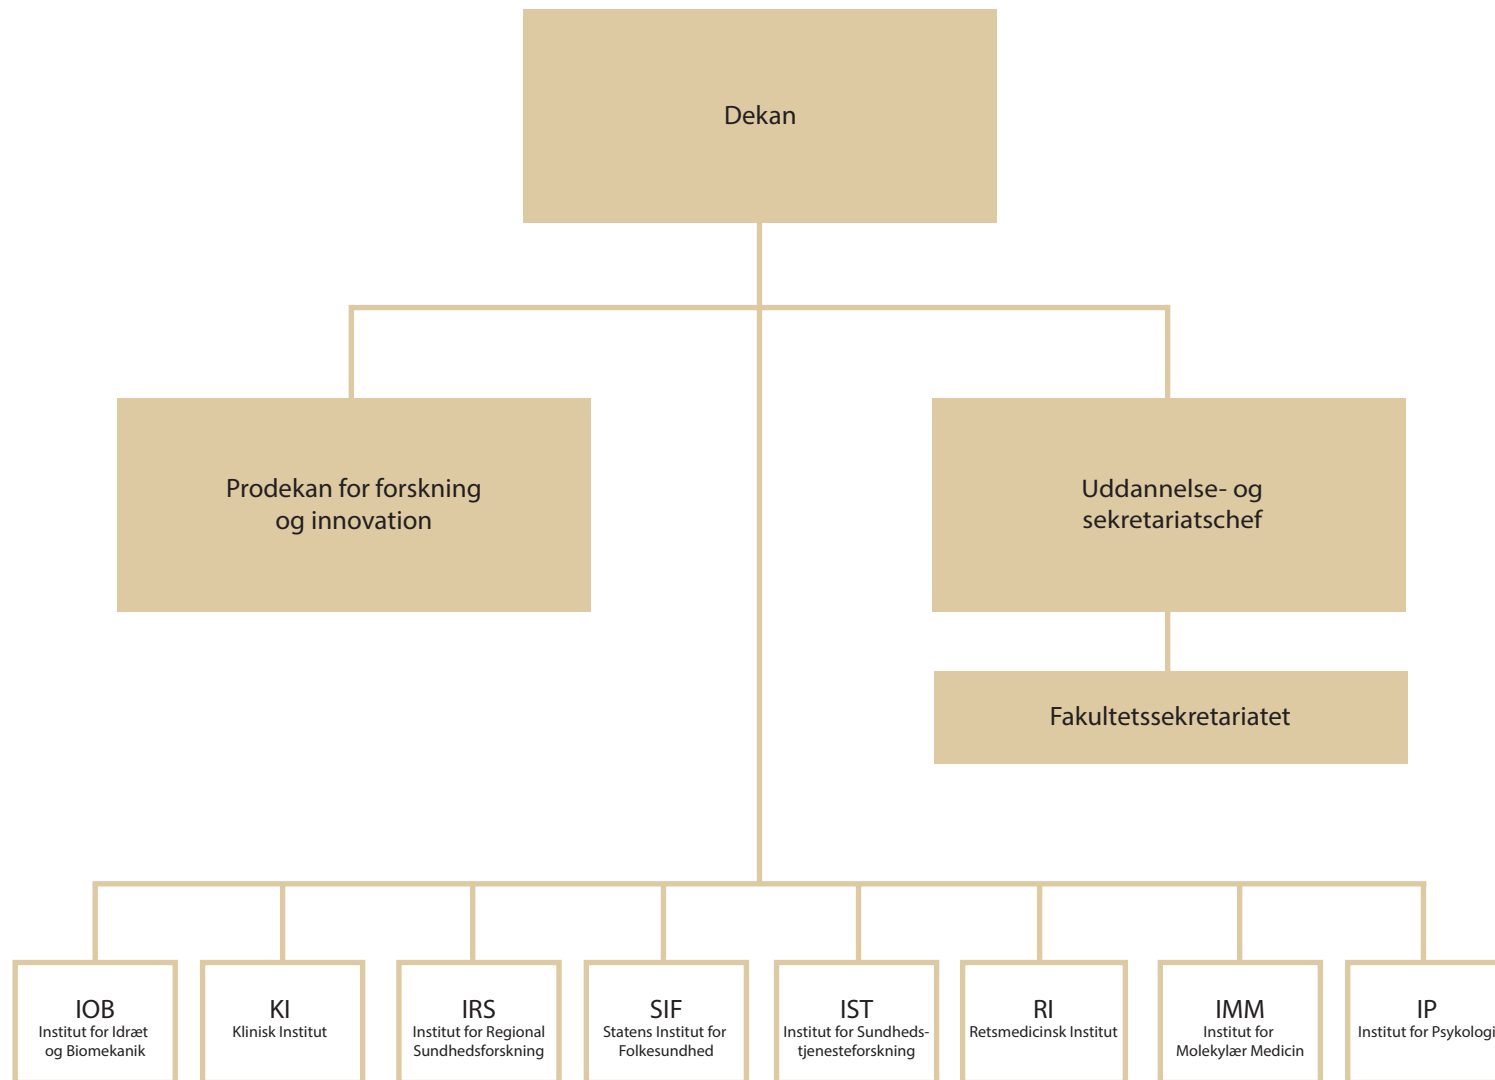 Dekan
Prodekan for forskning
og innovation
Uddannelse- og
sekretariatschef
Fakultetssekretariatet
IOB
Institut for Idræt
og Biomekanik
KI
Klinisk Institut
IRS
Institut for Regional
Sundhedsforskning
SIF
Statens Institut for
Folkesundhed
IST
Institut for Sundheds-
tjenesteforskning
RI
Retsmedicinsk Institut
IMM
Institut for
Molekylær Medicin
IP
Institut for Psykologi